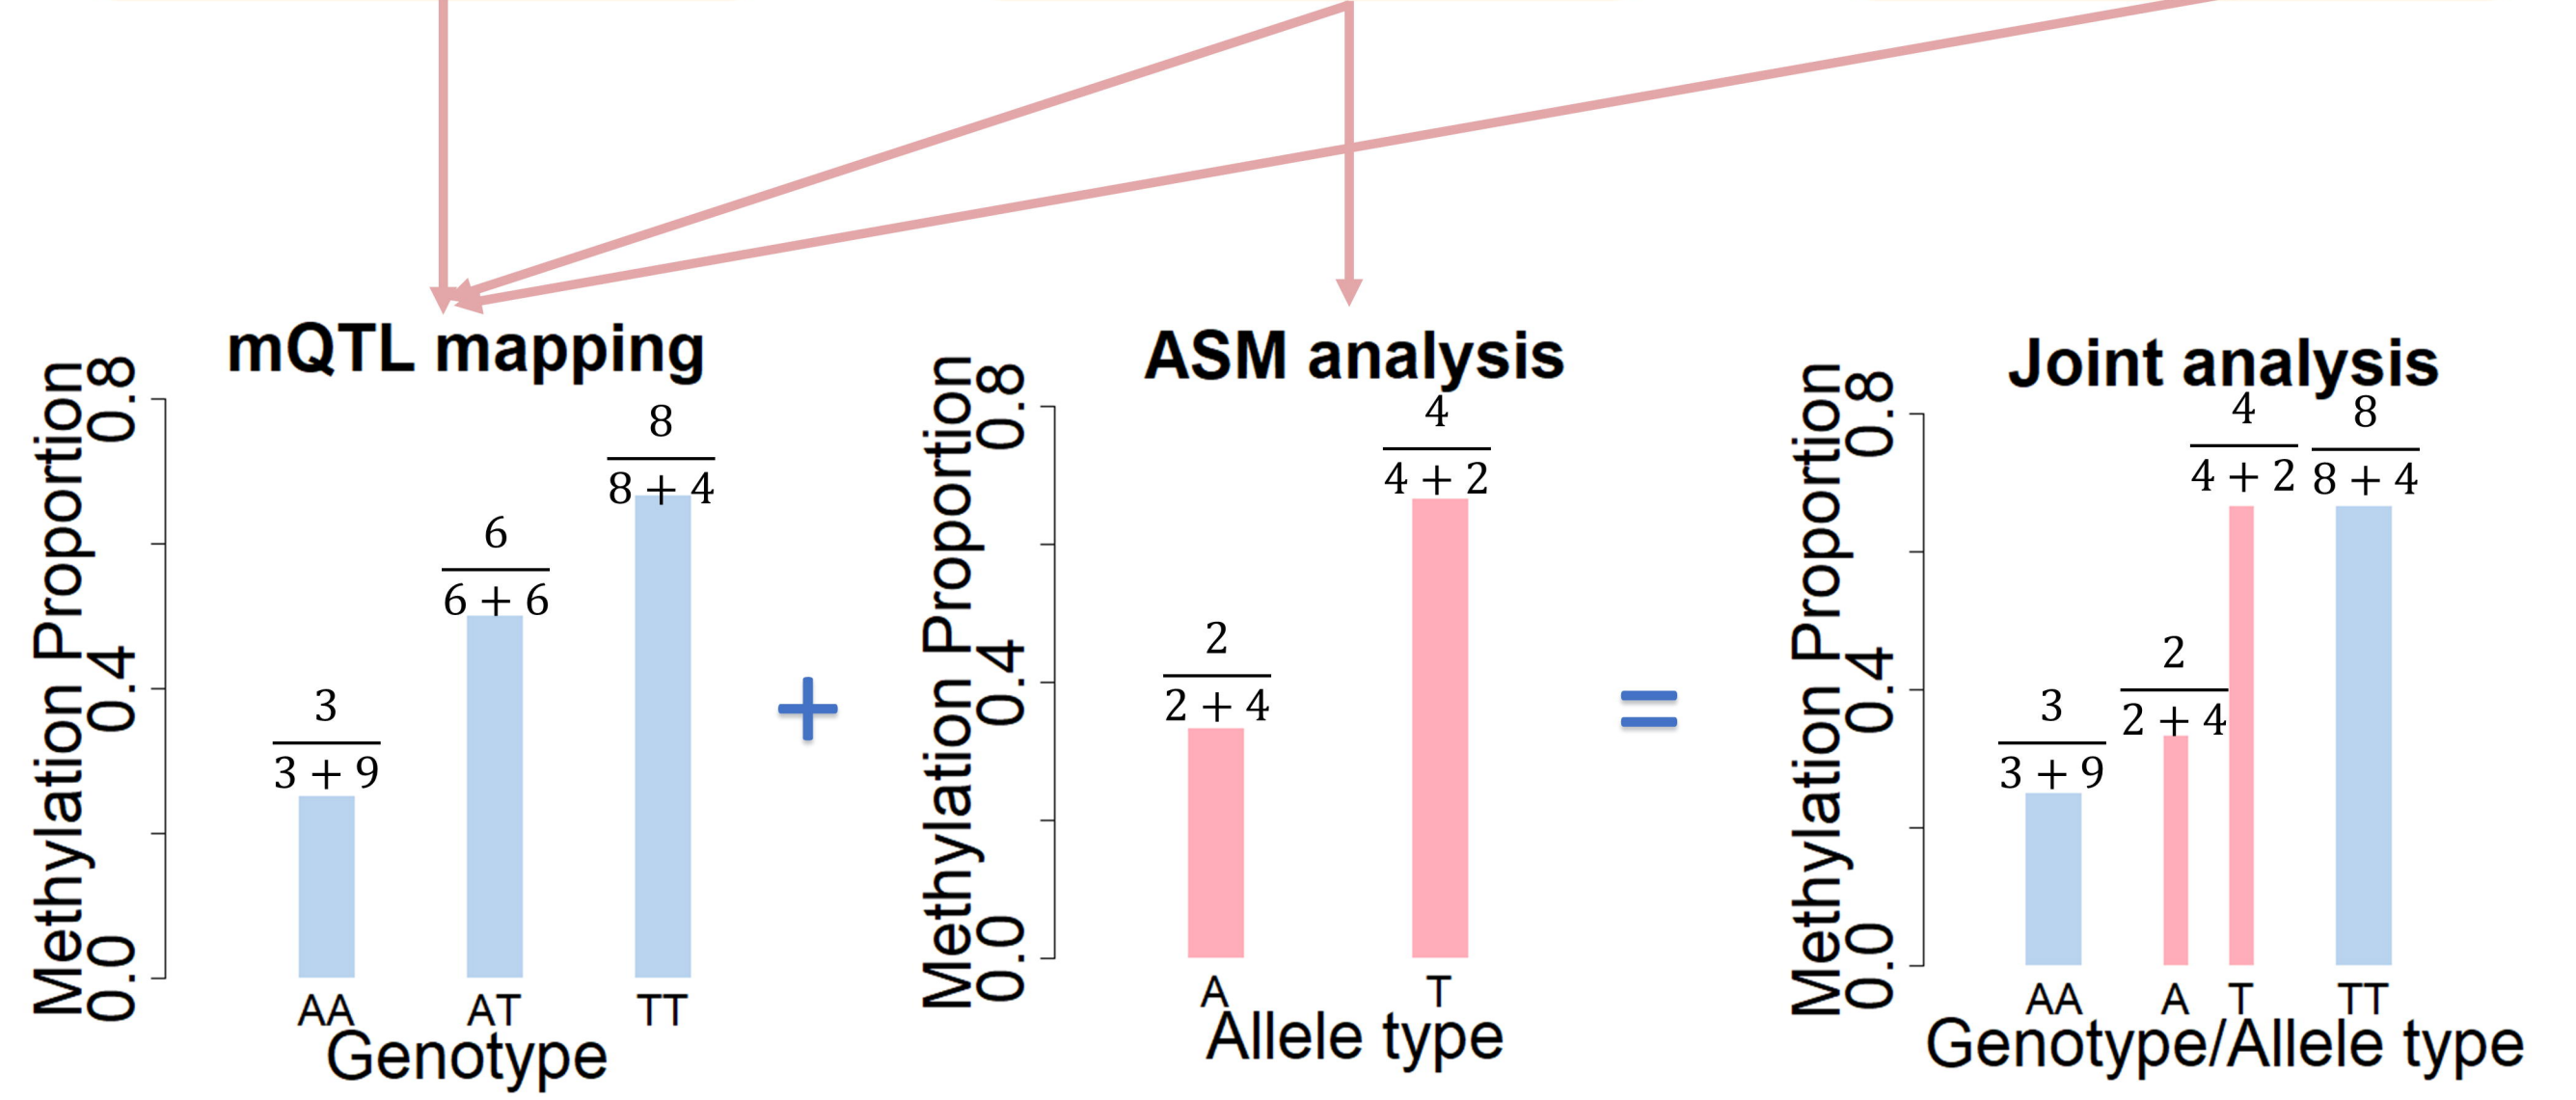 mQTL mapping
Methylation Proportion
0.0 0.4 0.8
3
3 + 9
6
6 + 6
8
8 + 4
AA AT TT
Genotype
+
ASM analysis
Methylation Proportion
0.0 0.4 0.8
2
2 + 4
4
4 + 2
A T
Allele type
=
Joint analysis
Methylation Proportion
0.0 0.4 0.8
3
3 + 9
2
2 + 4
4
4 + 2
8
8 + 4
AA A T TT
Genotype/Allele type